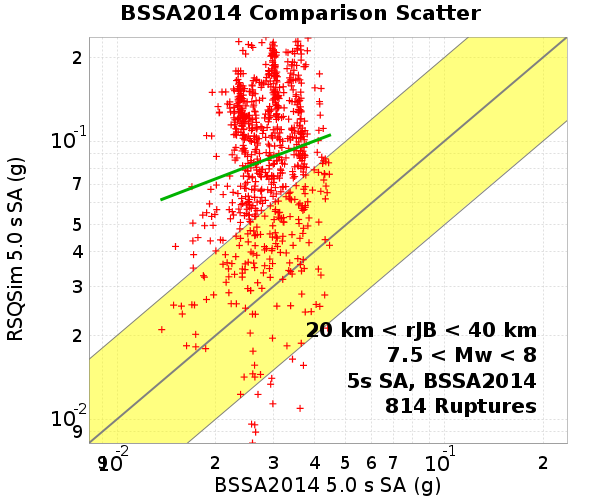 BSSA2014 Comparison Scatter
RSQSim 5.0 s SA (g)
2
10^-1
7
5
4
3
2
10^-2
9
20 km < rJB < 40 km
7.5 < Mw < 8
5s SA, BSSA2014
814 Ruptures
9 10^-2 2 3 4 5 6 7 10^-1 2
BSSA2014 5.0 s SA (g)